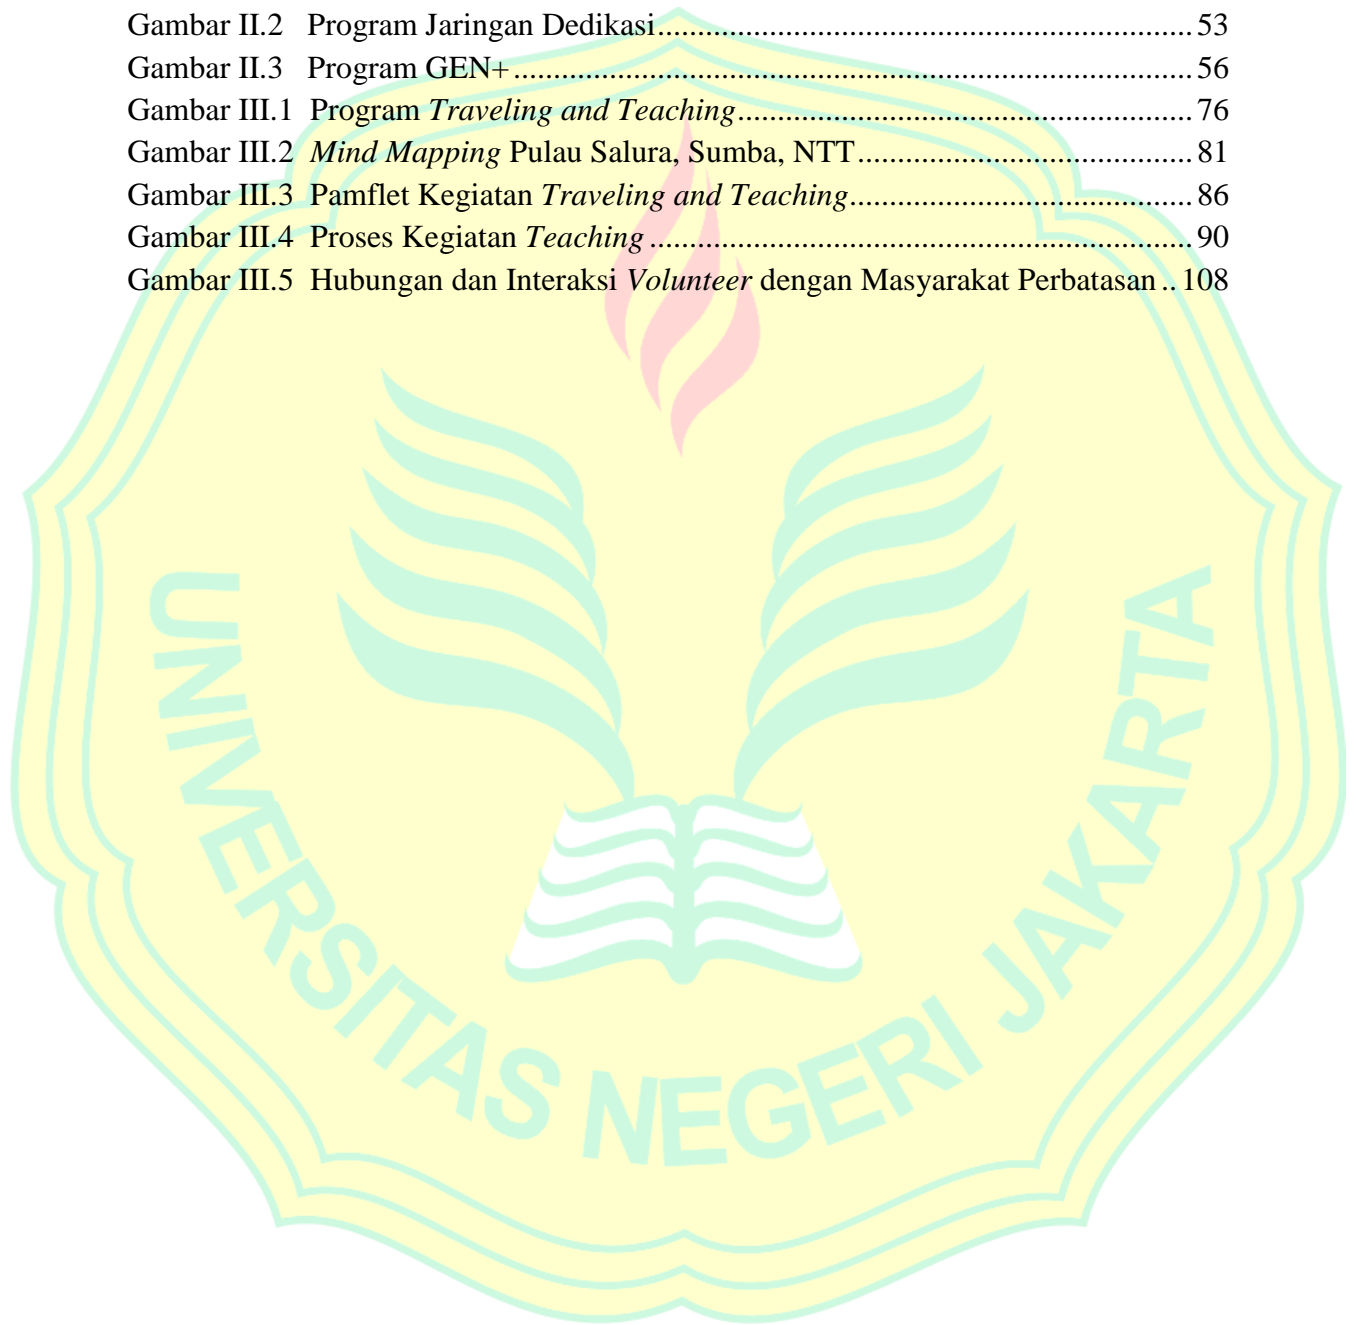 Gambar II.2 Program Jaringan Dedikasi.................................................................... 53
Gambar II.3 Program GEN+...................................................................................... 56
Gambar III.1 Program Traveling and Teaching......................................................... 76
Gambar III.2 Mind Mapping Pulau Salura, Sumba, NTT.......................................... 81
Gambar III.3 Pamflet Kegiatan Traveling and Teaching........................................... 86
Gambar III.4 Proses Kegiatan Teaching.................................................................... 90
Gambar III.5 Hubungan dan Interaksi Volunteer dengan Masyarakat Perbatasan .. 108
UNIVERSITAS NEGERI JAKARTA